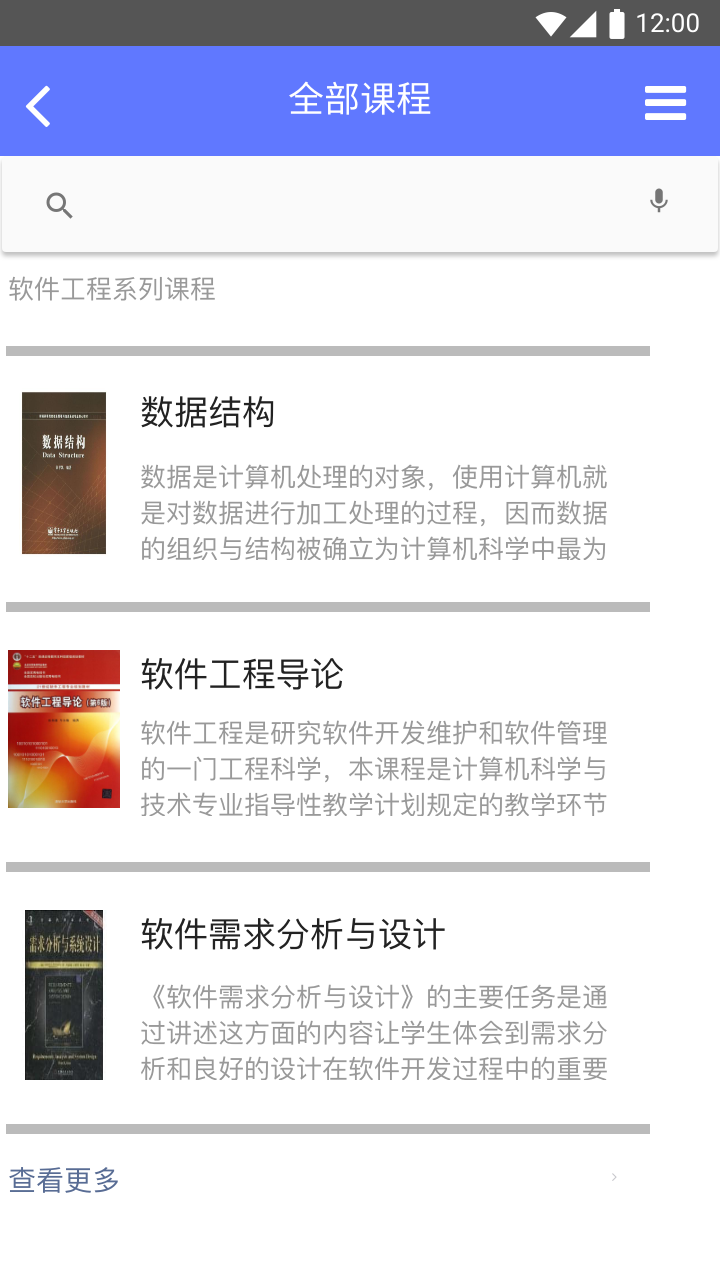 12:00
全部课程
软件工程系列课程
数据结构
Data Structure
数据结构
数据是计算机处理的对象，使用计算机就
是对数据进行加工处理的过程，因而数据
的组织与结构被确立为计算机科学中最为
软件工程导论（第6版）
软件工程导论
软件工程是研究软件开发维护和软件管理
的一门工程科学，本课程是计算机科学与
技术专业指导性教学计划规定的教学环节
需求分析与系统设计
Requirements Analysis and System Design
软件需求分析与设计
《软件需求分析与设计》的主要任务是通
过讲述这方面的内容让学生体会到需求分
析和良好的设计在软件开发过程中的重要
查看更多